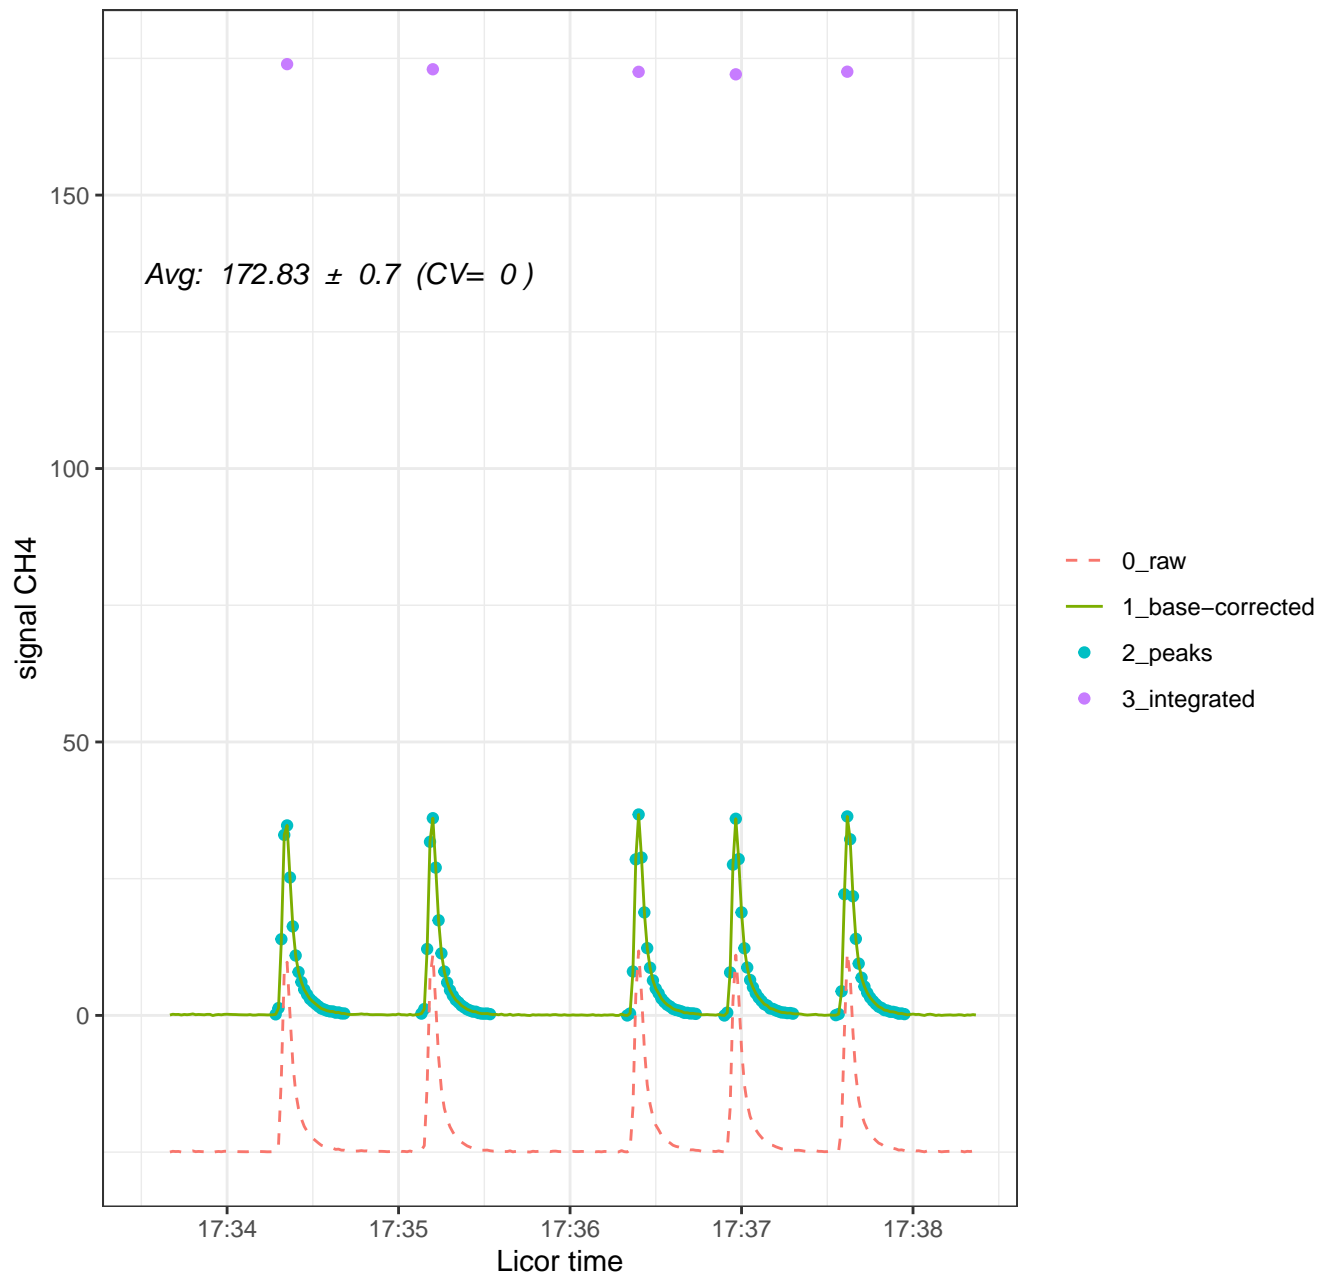 150
Avg: 172.83 ± 0.7 (CV= 0 )
100
50
0
signal CH4
17:34 17:35 17:36 17:37 17:38
Licor time
0_raw
1_base−corrected
2_peaks
3_integrated